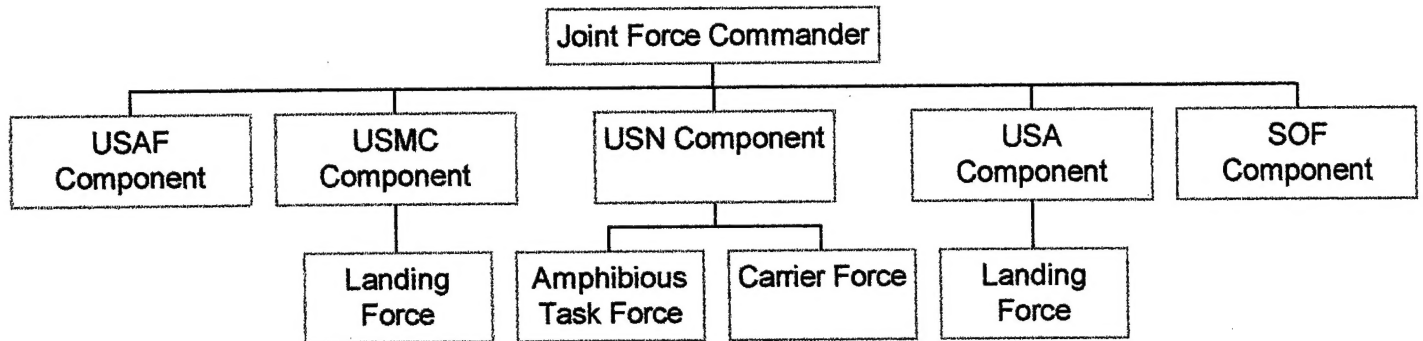 Joint Force Commander
USAF
Component
USMC
Component
USN Component
USA
Component
SOF
Component
Landing
Force
Amphibious
Task Force
Carrier Force
Landing
Force